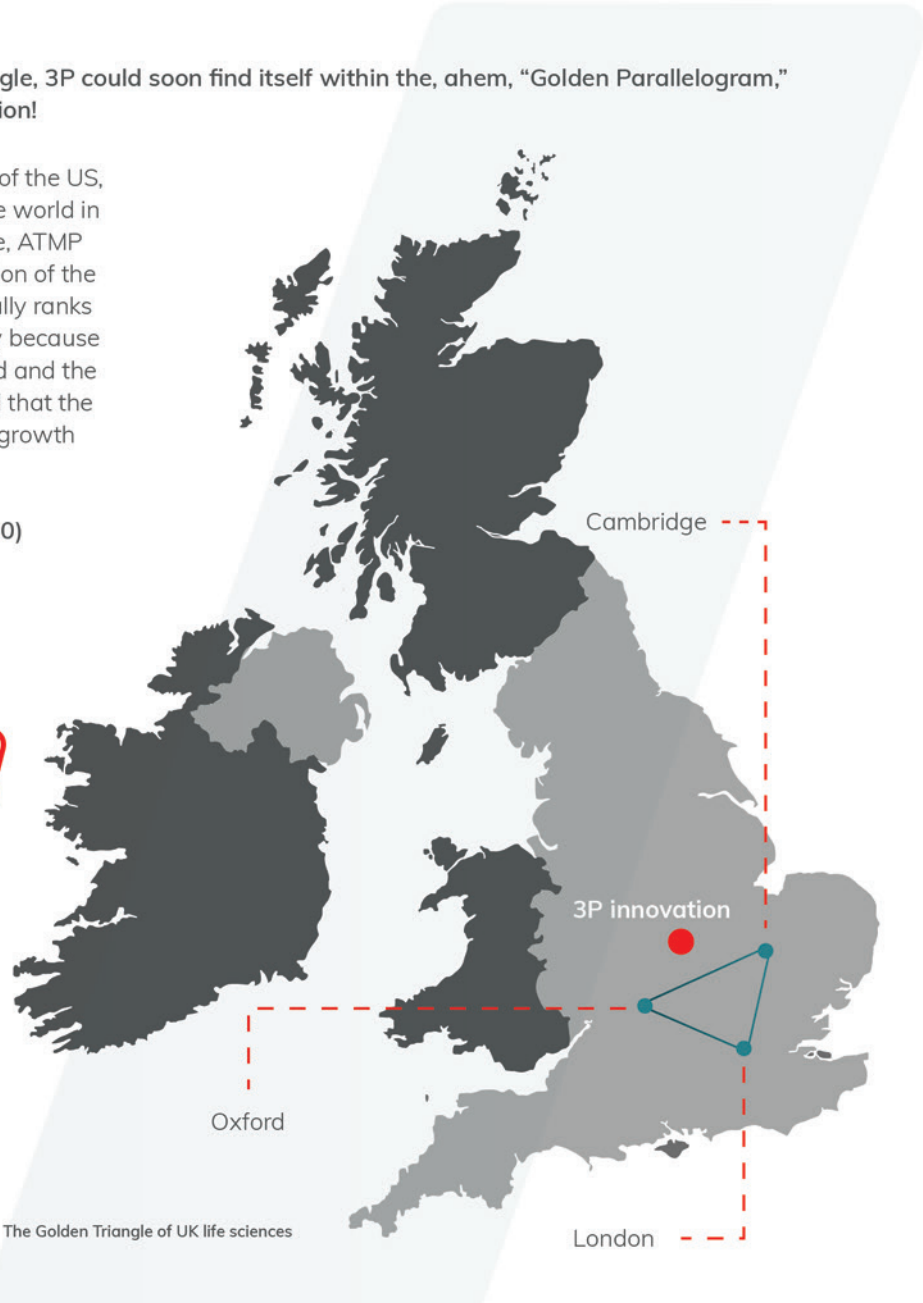 gle, 3P could soon find itself within the, ahem, “Golden Parallelogram,”
ion!
of the US,
e world in
e, ATMP
on of the
lly ranks
y because
d and the
that the
growth
0)
Cambridge
3P innovation
Oxford
The Golden Triangle of UK life sciences
London